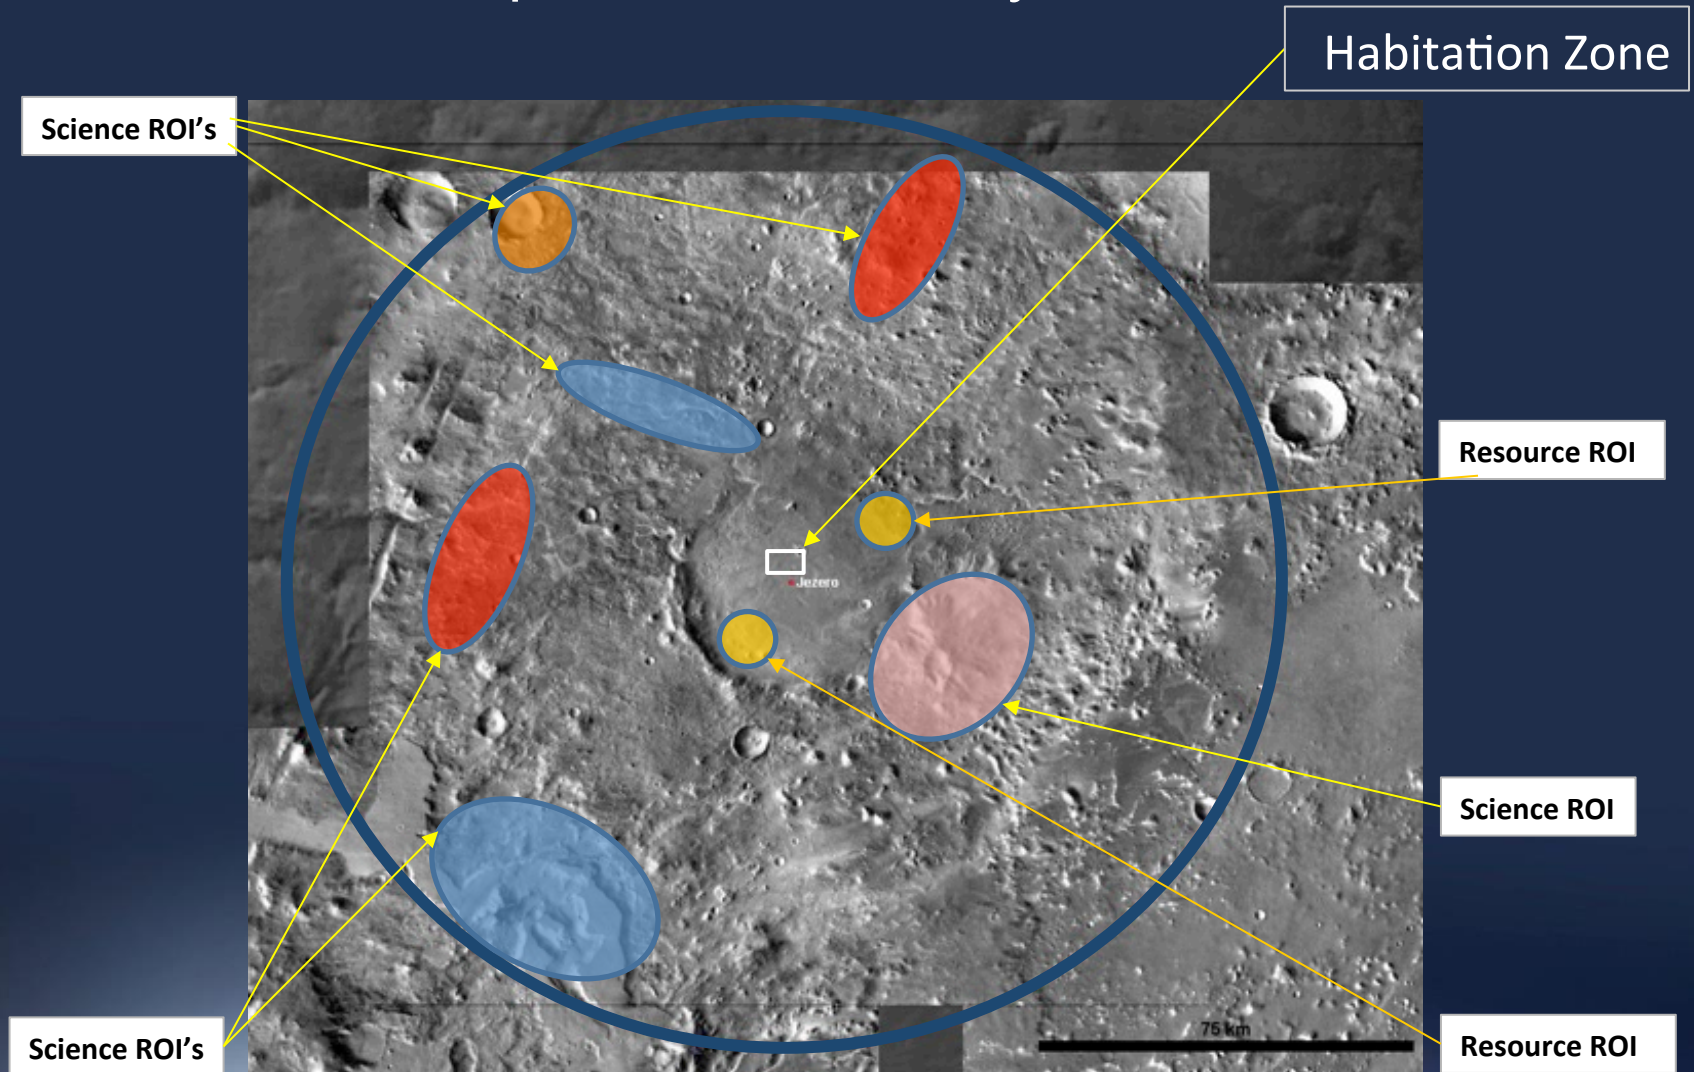 Habitation Zone
Science ROI's
Resource ROI
Jezero
Science ROI
75 km
Science ROI's
Resource ROI